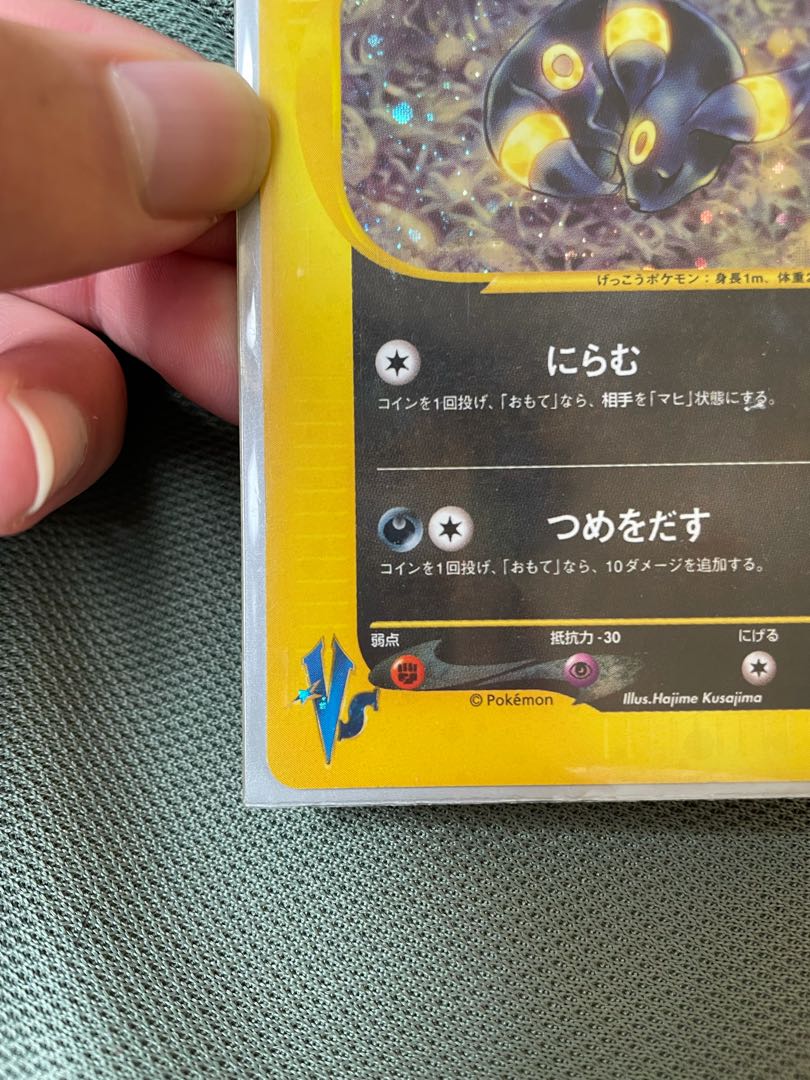 げっこうポケモン：身長1m、体重2
にらむ
コインを1回投げ、「おもて」なら、相手を「マヒ」状態にする。
つめをだす
コインを1回投げ、「おもて」なら、10ダメージを追加する。
弱点 抵抗力 -30 にげる
VS
© Pokémon Illus.Hajime Kusajima